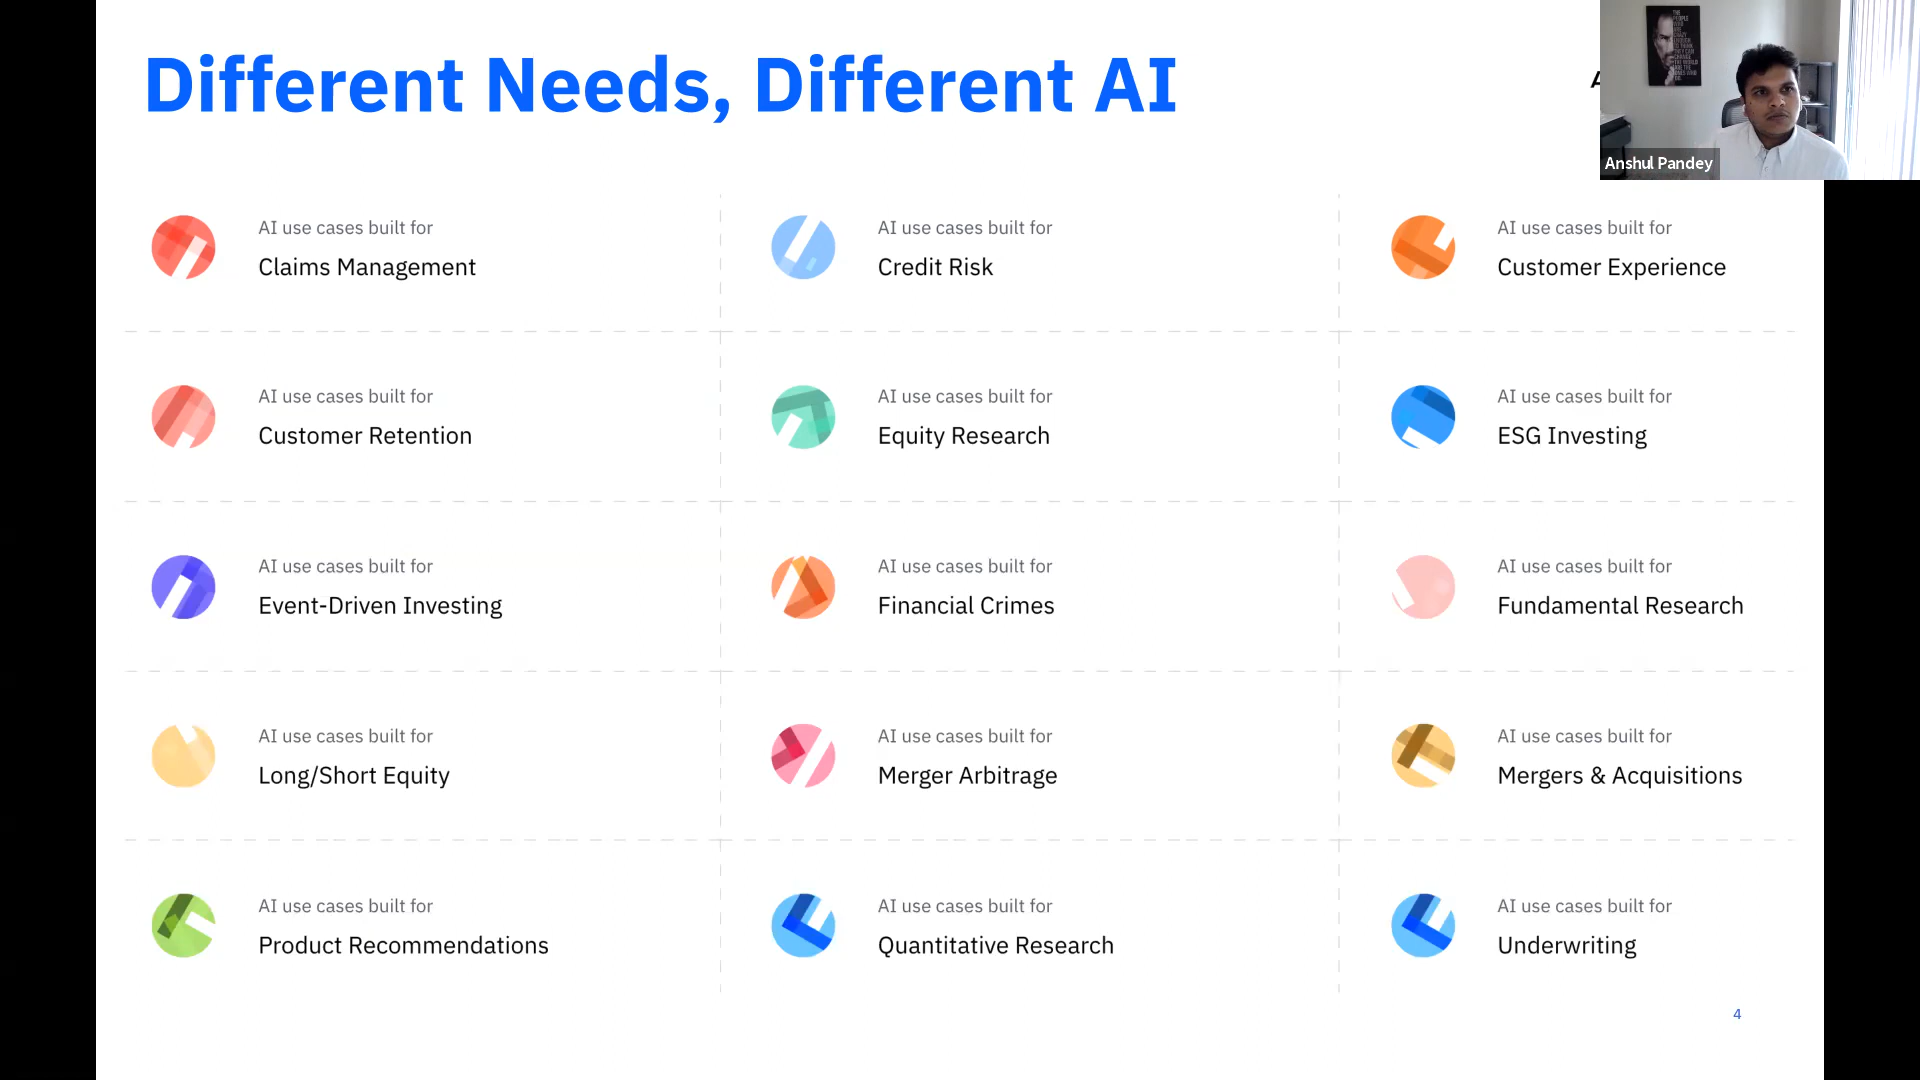 Different Needs, Different AI
Anshul Pandey
AI use cases built for
Claims Management
AI use cases built for
Credit Risk
AI use cases built for
Customer Experience
AI use cases built for
Customer Retention
AI use cases built for
Equity Research
AI use cases built for
ESG Investing
AI use cases built for
Event-Driven Investing
AI use cases built for
Financial Crimes
AI use cases built for
Fundamental Research
AI use cases built for
Long/Short Equity
AI use cases built for
Merger Arbitrage
AI use cases built for
Mergers & Acquisitions
AI use cases built for
Product Recommendations
AI use cases built for
Quantitative Research
AI use cases built for
Underwriting
4